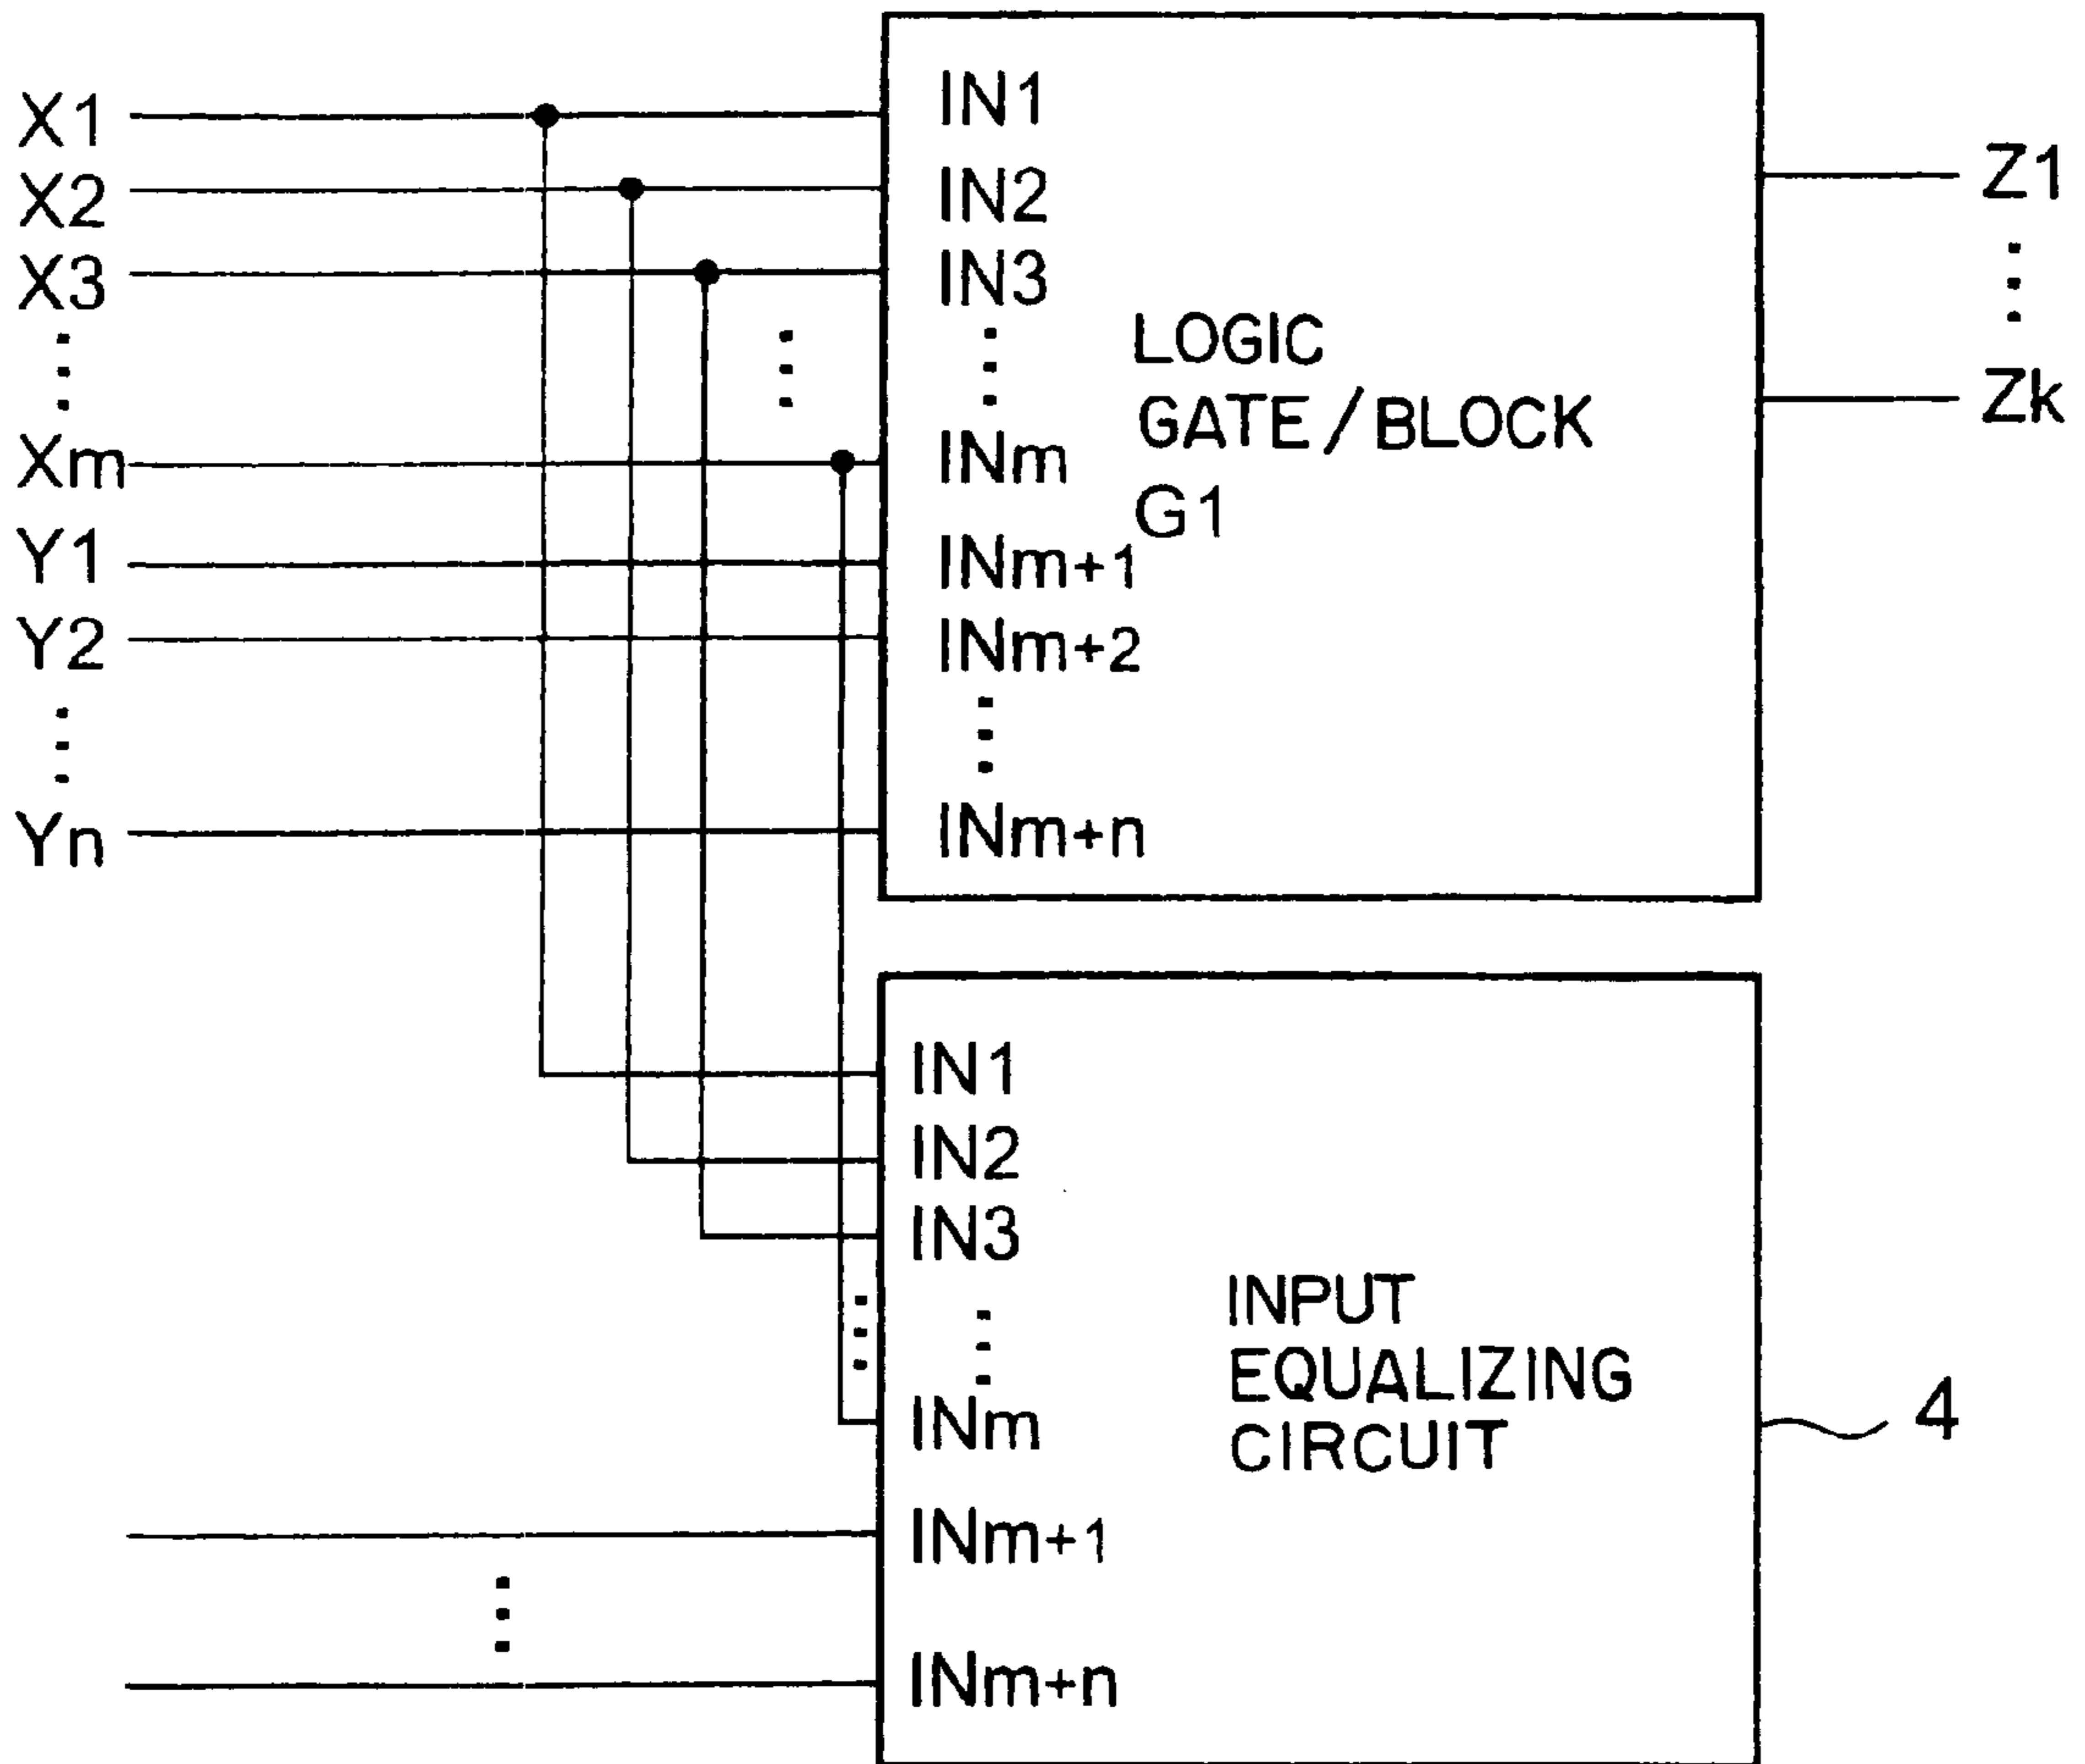 X1
X2
X3
Xm
Y1
Y2
Yn
IN1
IN2
IN3
INm
INm+1
INm+2
INm+n
LOGIC
GATE/BLOCK
G1
Z1
Zk
IN1
IN2
IN3
INm
INm+1
INm+n
INPUT
EQUALIZING
CIRCUIT
4